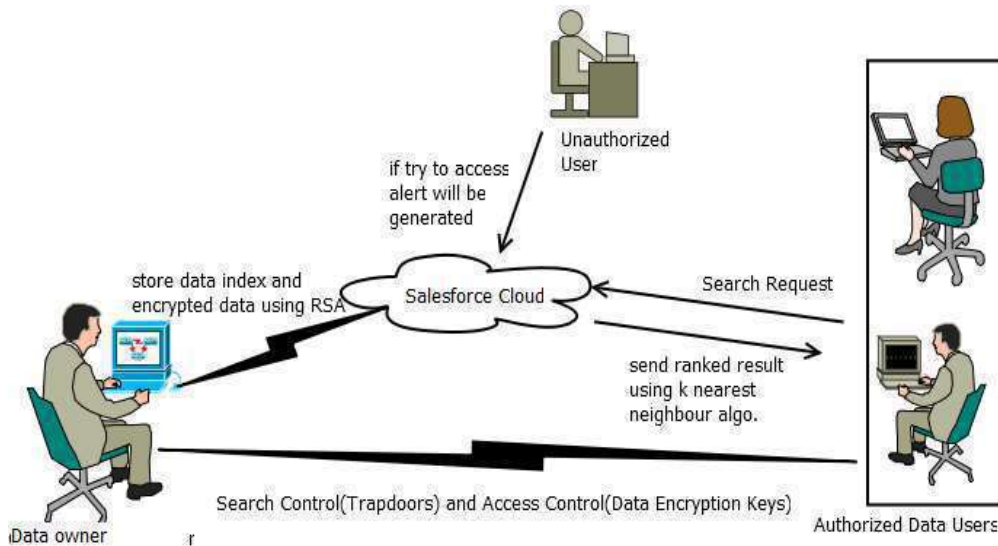 Unauthorized
User
if try to access
alert will be
generated
store data index and
encrypted data using RSA
Salesforce Cloud
Search Request
send ranked result
using k nearest
neighbour algo.
Search Control(Trapdoors) and Access Control(Data Encryption Keys)
Data owner
r
Authorized Data Users